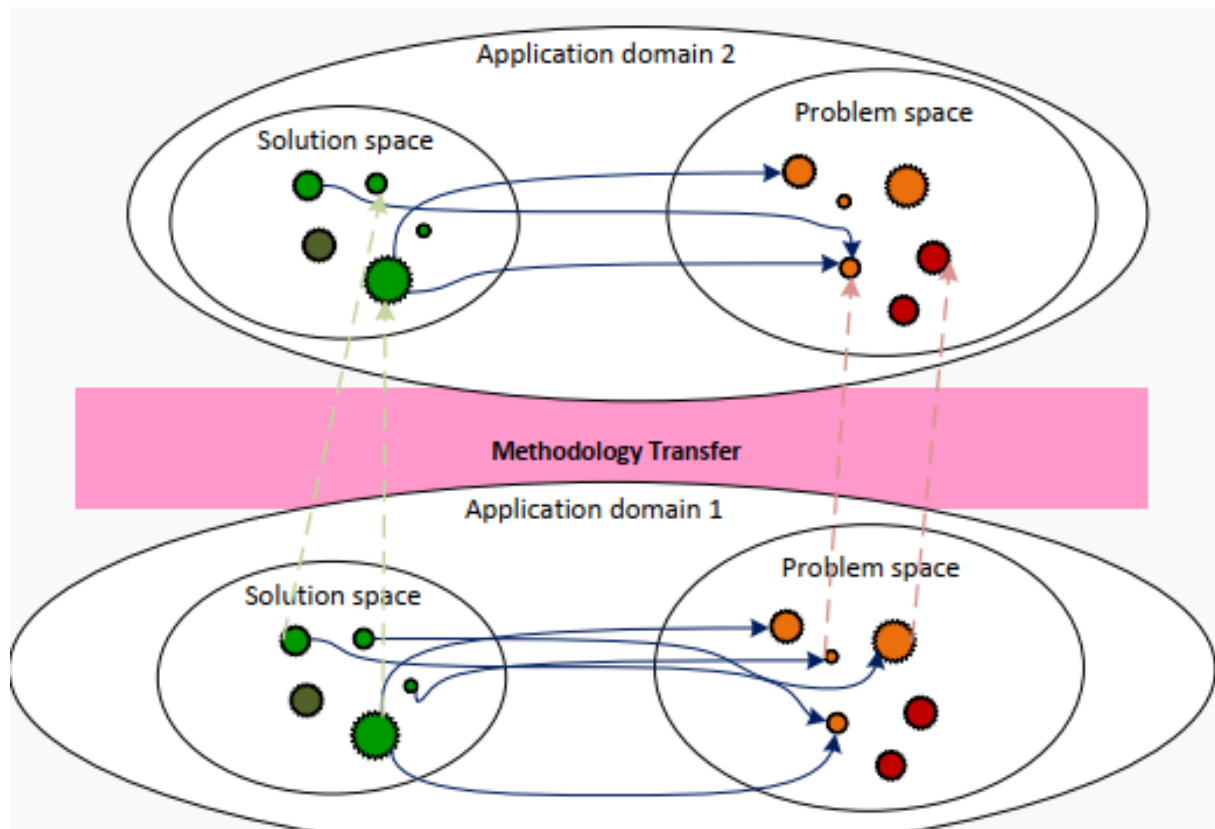 Application domain 2
Solution space
Problem space
Methodology Transfer
Application domain 1
Solution space
Problem space